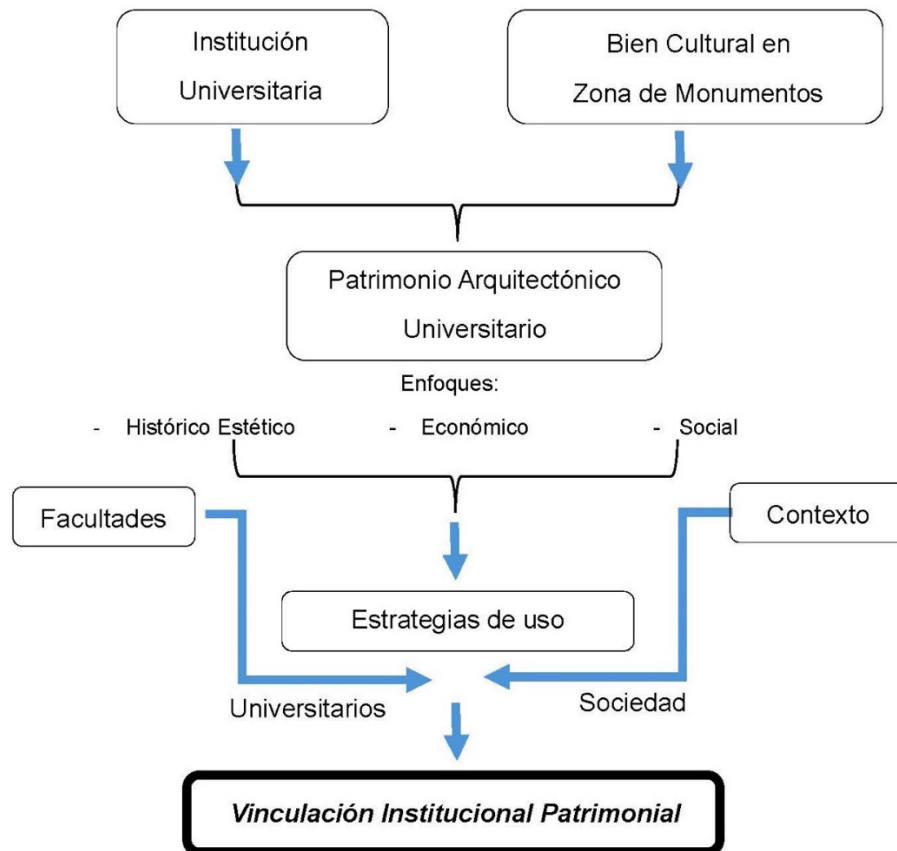 Institución
Universitaria
Bien Cultural en
Zona de Monumentos
Patrimonio Arquitectónico
Universitario
Enfoques:
- Histórico Estético - Económico - Social
Facultades
Contexto
Estrategias de uso
Universitarios
Sociedad
Vinculación Institucional Patrimonial